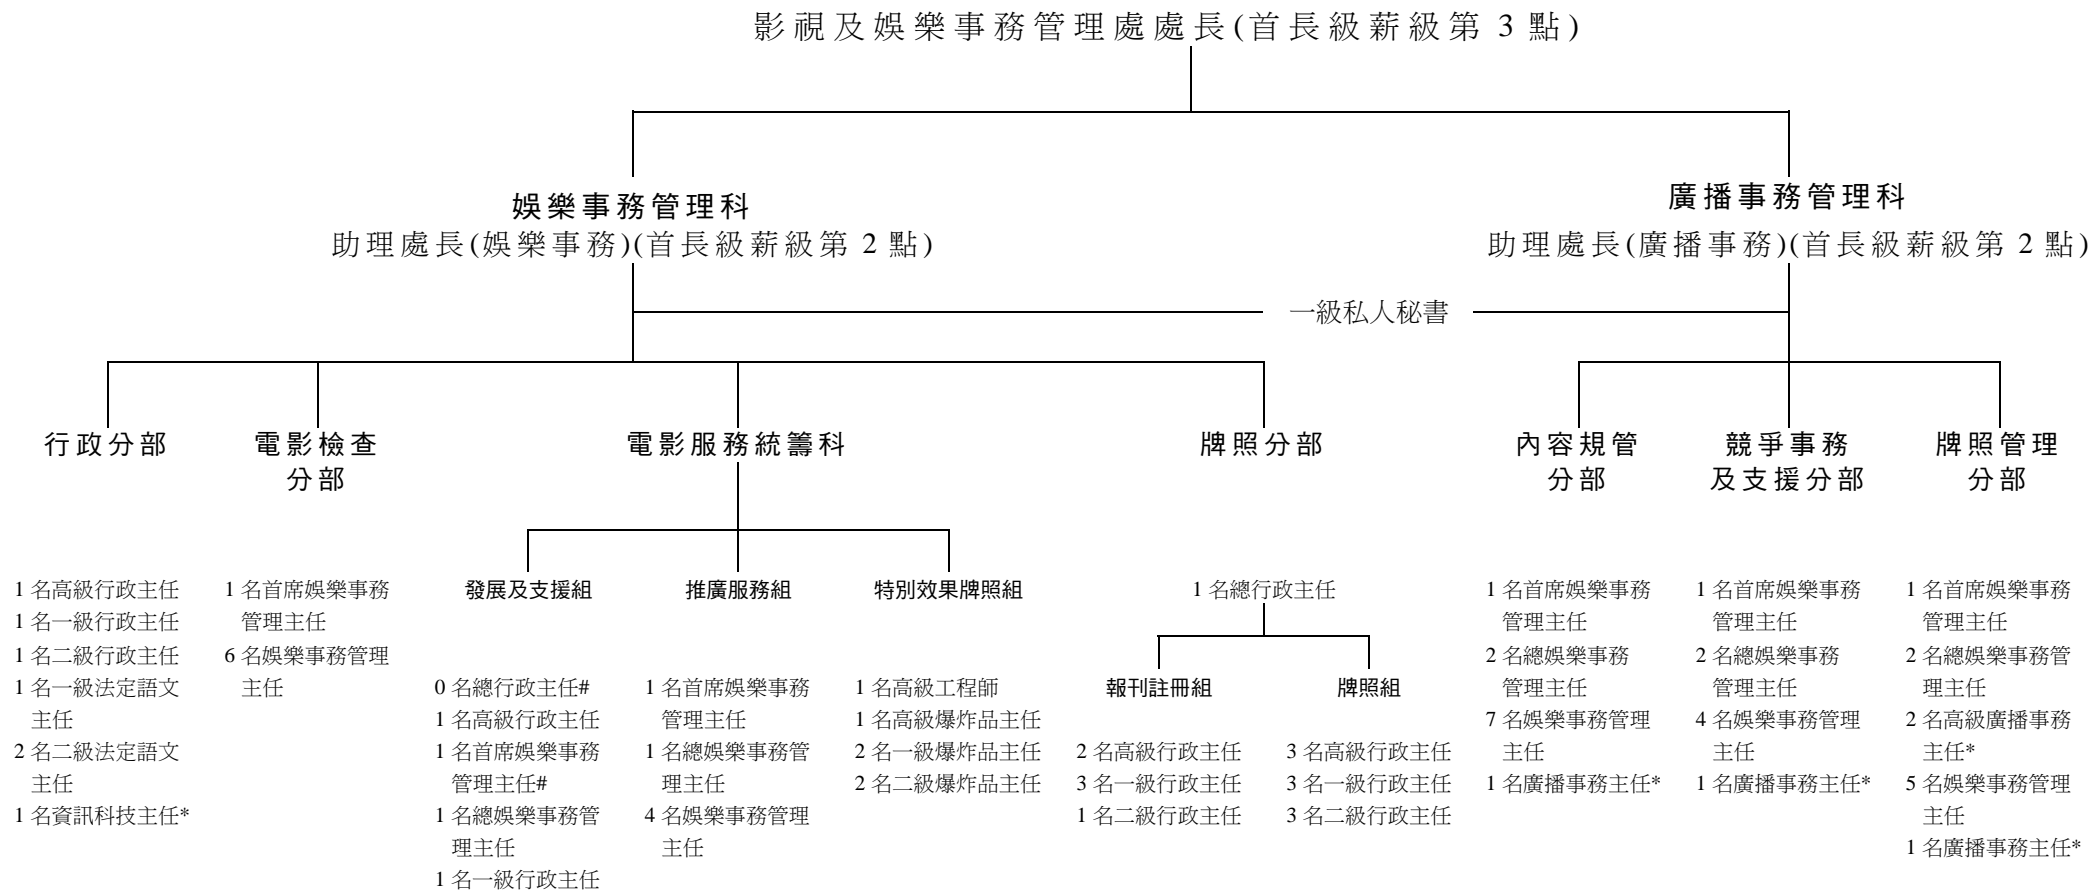 影視及娛樂事務管理處處長(首長級薪級第 3 點)
娛樂事務管理科
助理處長(娛樂事務)(首長級薪級第 2 點)
廣播事務管理科
助理處長(廣播事務)(首長級薪級第 2 點)
一級私人秘書
行政分部
1 名高級行政主任
1 名一級行政主任
1 名二級行政主任
1 名一級法定語文
主任
2 名二級法定語文
主任
1 名資訊科技主任*
電影檢查
分部
1 名首席娛樂事務
管理主任
6 名娛樂事務管理
主任
電影服務統籌科
發展及支援組
0 名總行政主任#
1 名高級行政主任
1 名首席娛樂事務
管理主任#
1 名總娛樂事務管
理主任
1 名一級行政主任
推廣服務組
1 名首席娛樂事務
管理主任
1 名總娛樂事務管
理主任
4 名娛樂事務管理
主任
特別效果牌照組
1 名高級工程師
1 名高級爆炸品主任
2 名一級爆炸品主任
2 名二級爆炸品主任
牌照分部
1 名總行政主任
報刊註冊組
2 名高級行政主任
3 名一級行政主任
1 名二級行政主任
牌照組
3 名高級行政主任
3 名一級行政主任
3 名二級行政主任
內容規管
分部
1 名首席娛樂事務
管理主任
2 名總娛樂事務
管理主任
7 名娛樂事務管理
主任
1 名廣播事務主任*
競爭事務
及支援分部
1 名首席娛樂事務
管理主任
2 名總娛樂事務
管理主任
4 名娛樂事務管理
主任
1 名廣播事務主任*
牌照管理
分部
1 名首席娛樂事務
管理主任
2 名總娛樂事務管
理主任
2 名高級廣播事務
主任*
5 名娛樂事務管理
主任
1 名廣播事務主任*